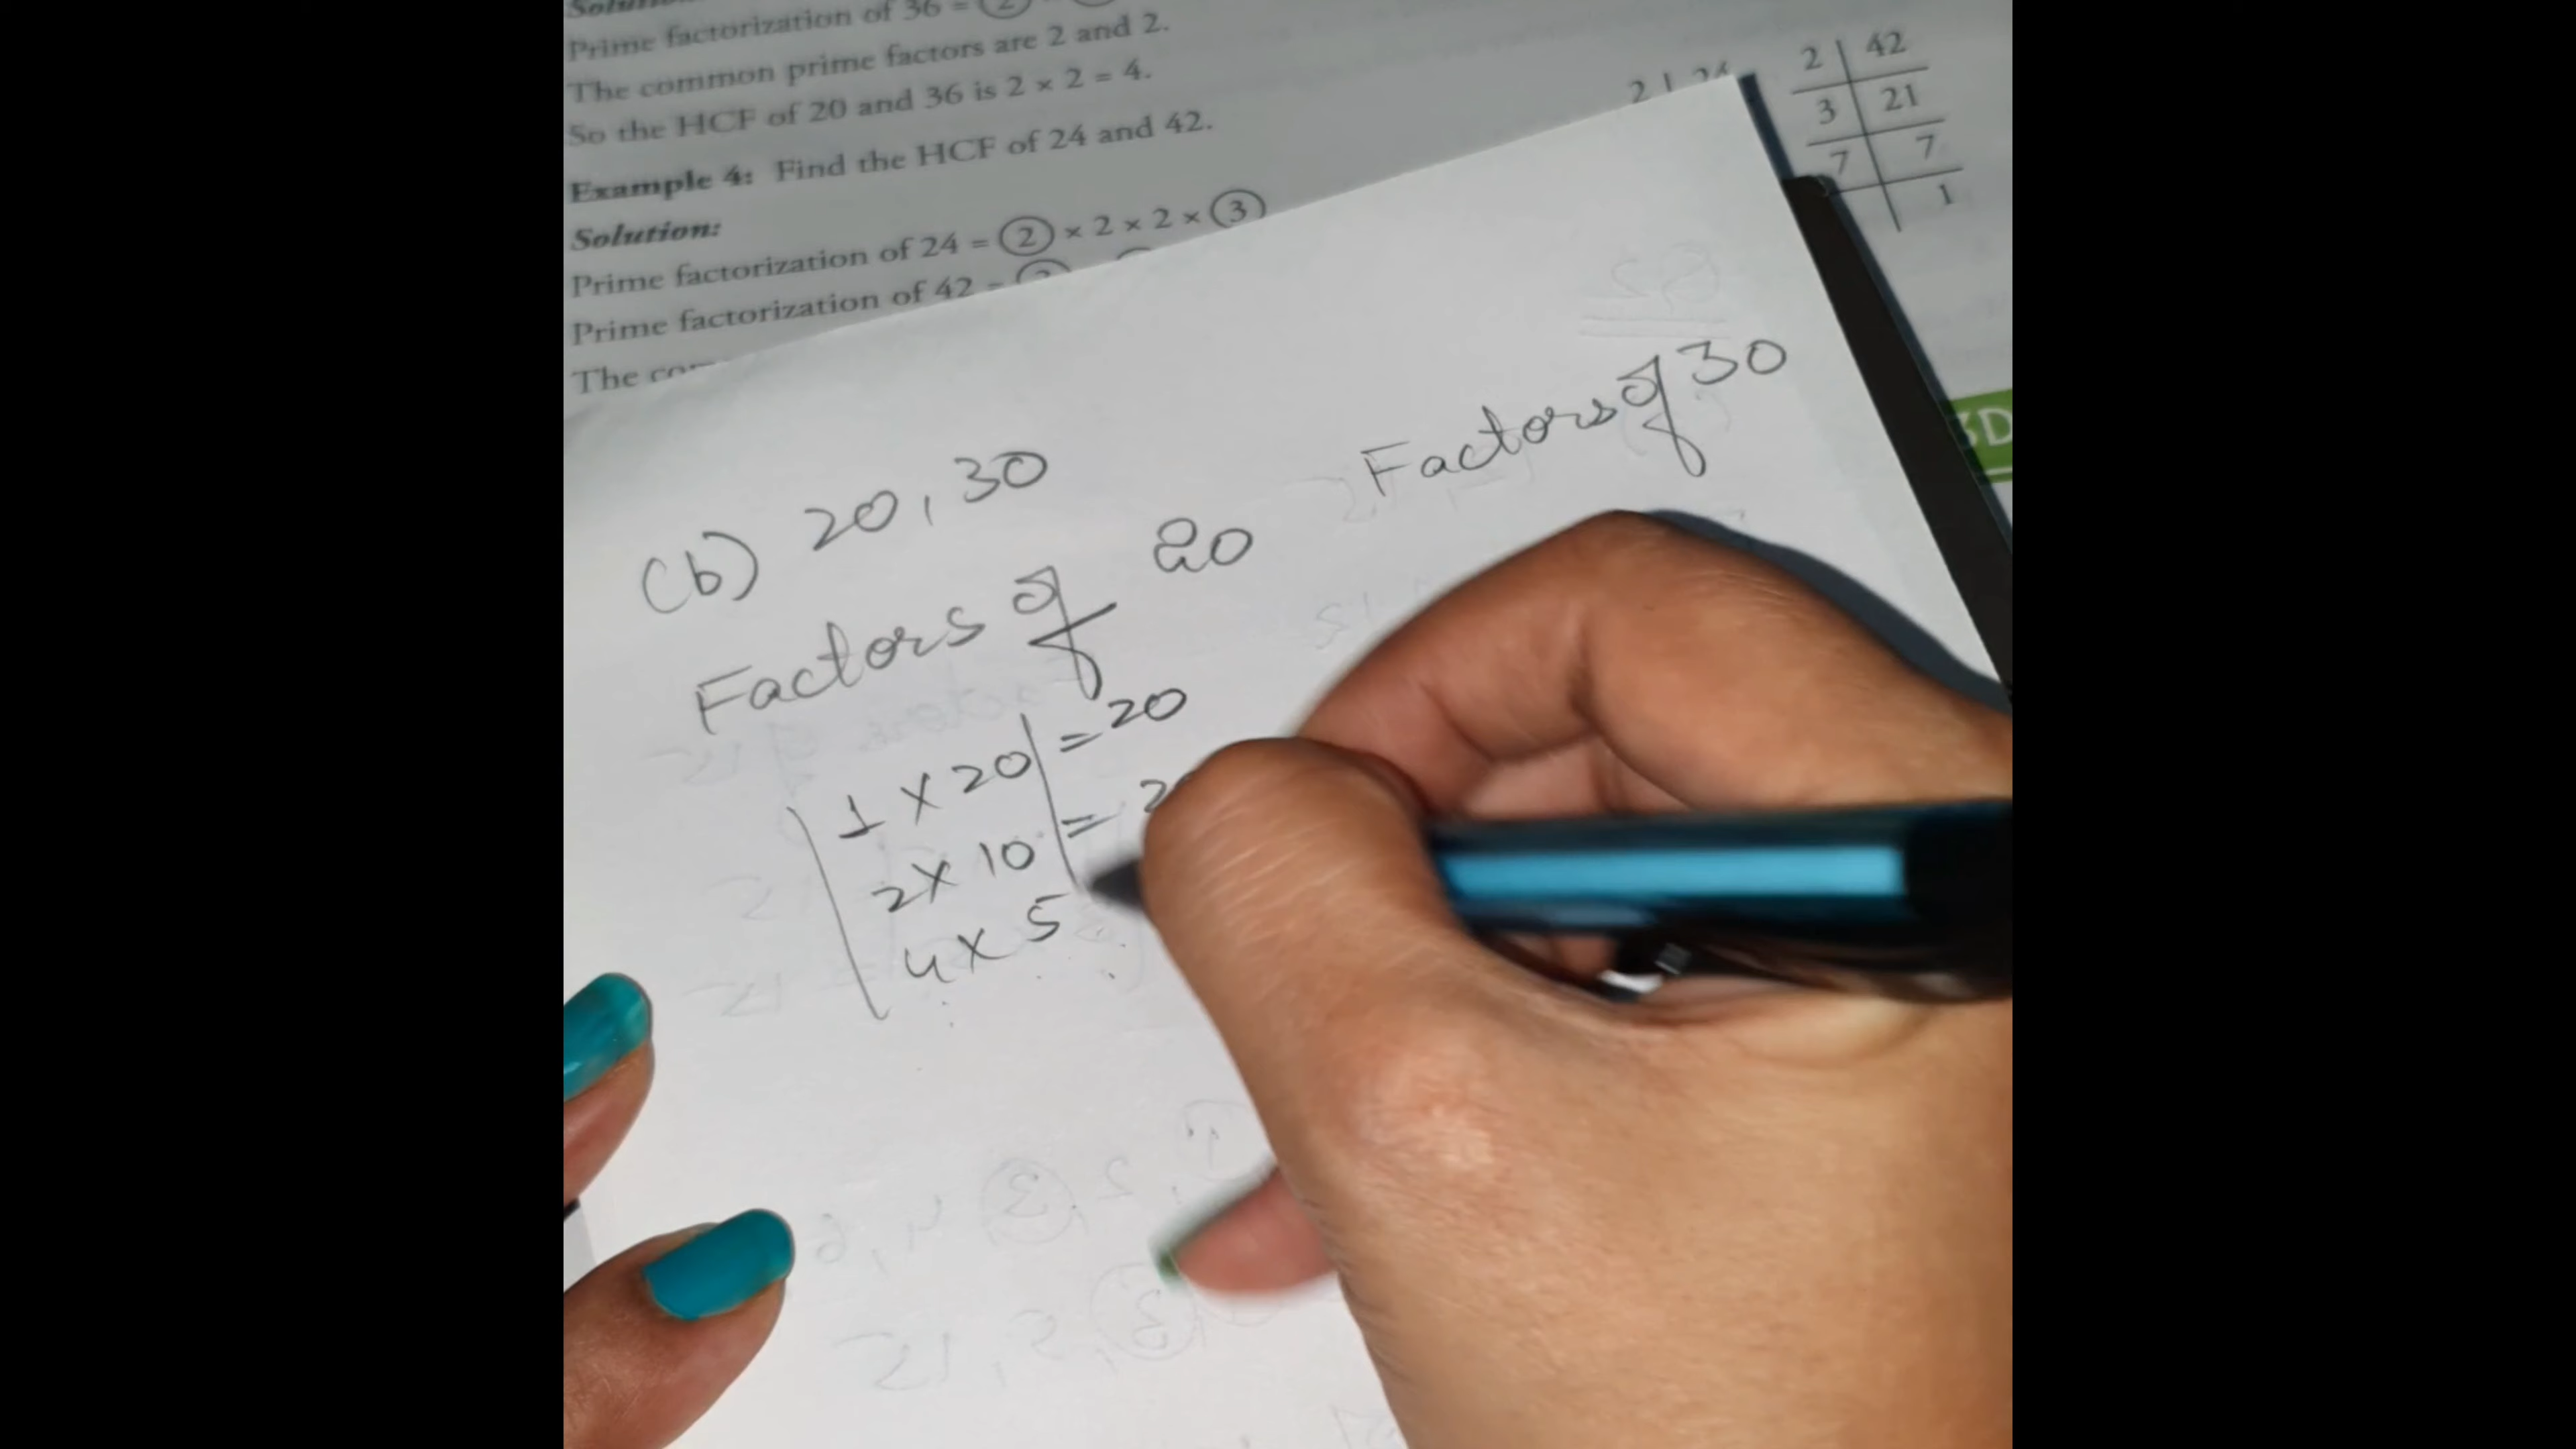 Prime factorization of 36 = 2
The common prime factors are 2 and 2.
So the HCF of 20 and 36 is 2 × 2 = 4.
Example 4: Find the HCF of 24 and 42.
Solution:
Prime factorization of 24 = 2 × 2 × 2 × 3
Prime factorization of 42 =
The
2 | 42
3 | 21
7 | 7
1
3D
(b) 20, 30
Factors of 20
1 × 20 = 20
2 × 10 =
4 × 5
Factors of 30